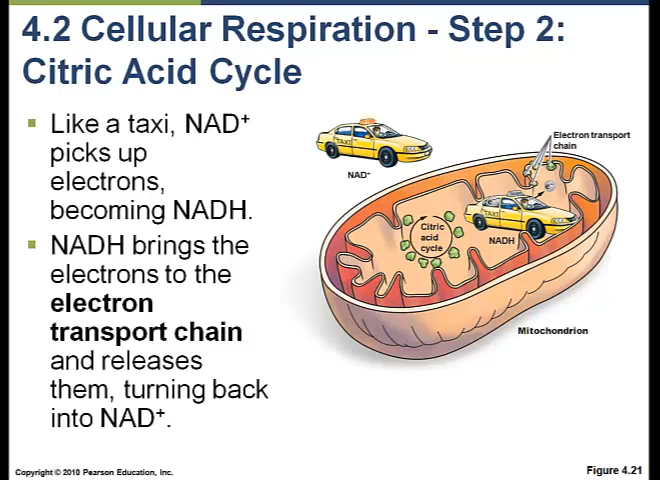 4.2 Cellular Respiration - Step 2:
Citric Acid Cycle
Like a taxi, NAD⁺
picks up
electrons,
becoming NADH.
NADH brings the
electrons to the
electron
transport chain
and releases
them, turning back
into NAD⁺.
TAXI
NAD⁺
Electron transport
chain
Citric
acid
cycle
TAXI
NADH
Mitochondrion
Copyright © 2010 Pearson Education, Inc.
Figure 4.21